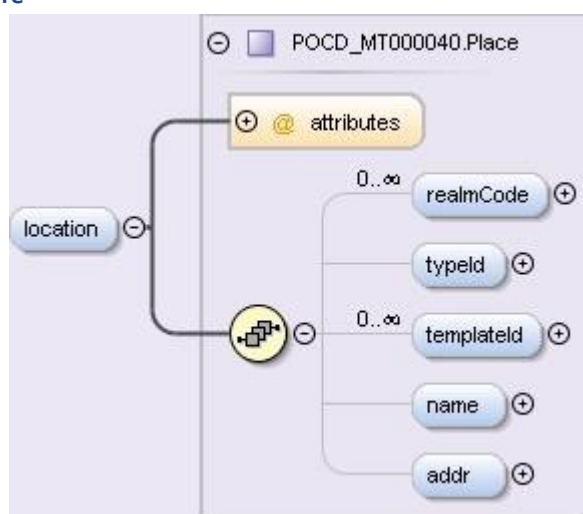 POCD_MT000040.Place
@ attributes
0..∞
realmCode
location
typeId
0..∞
templateId
name
addr